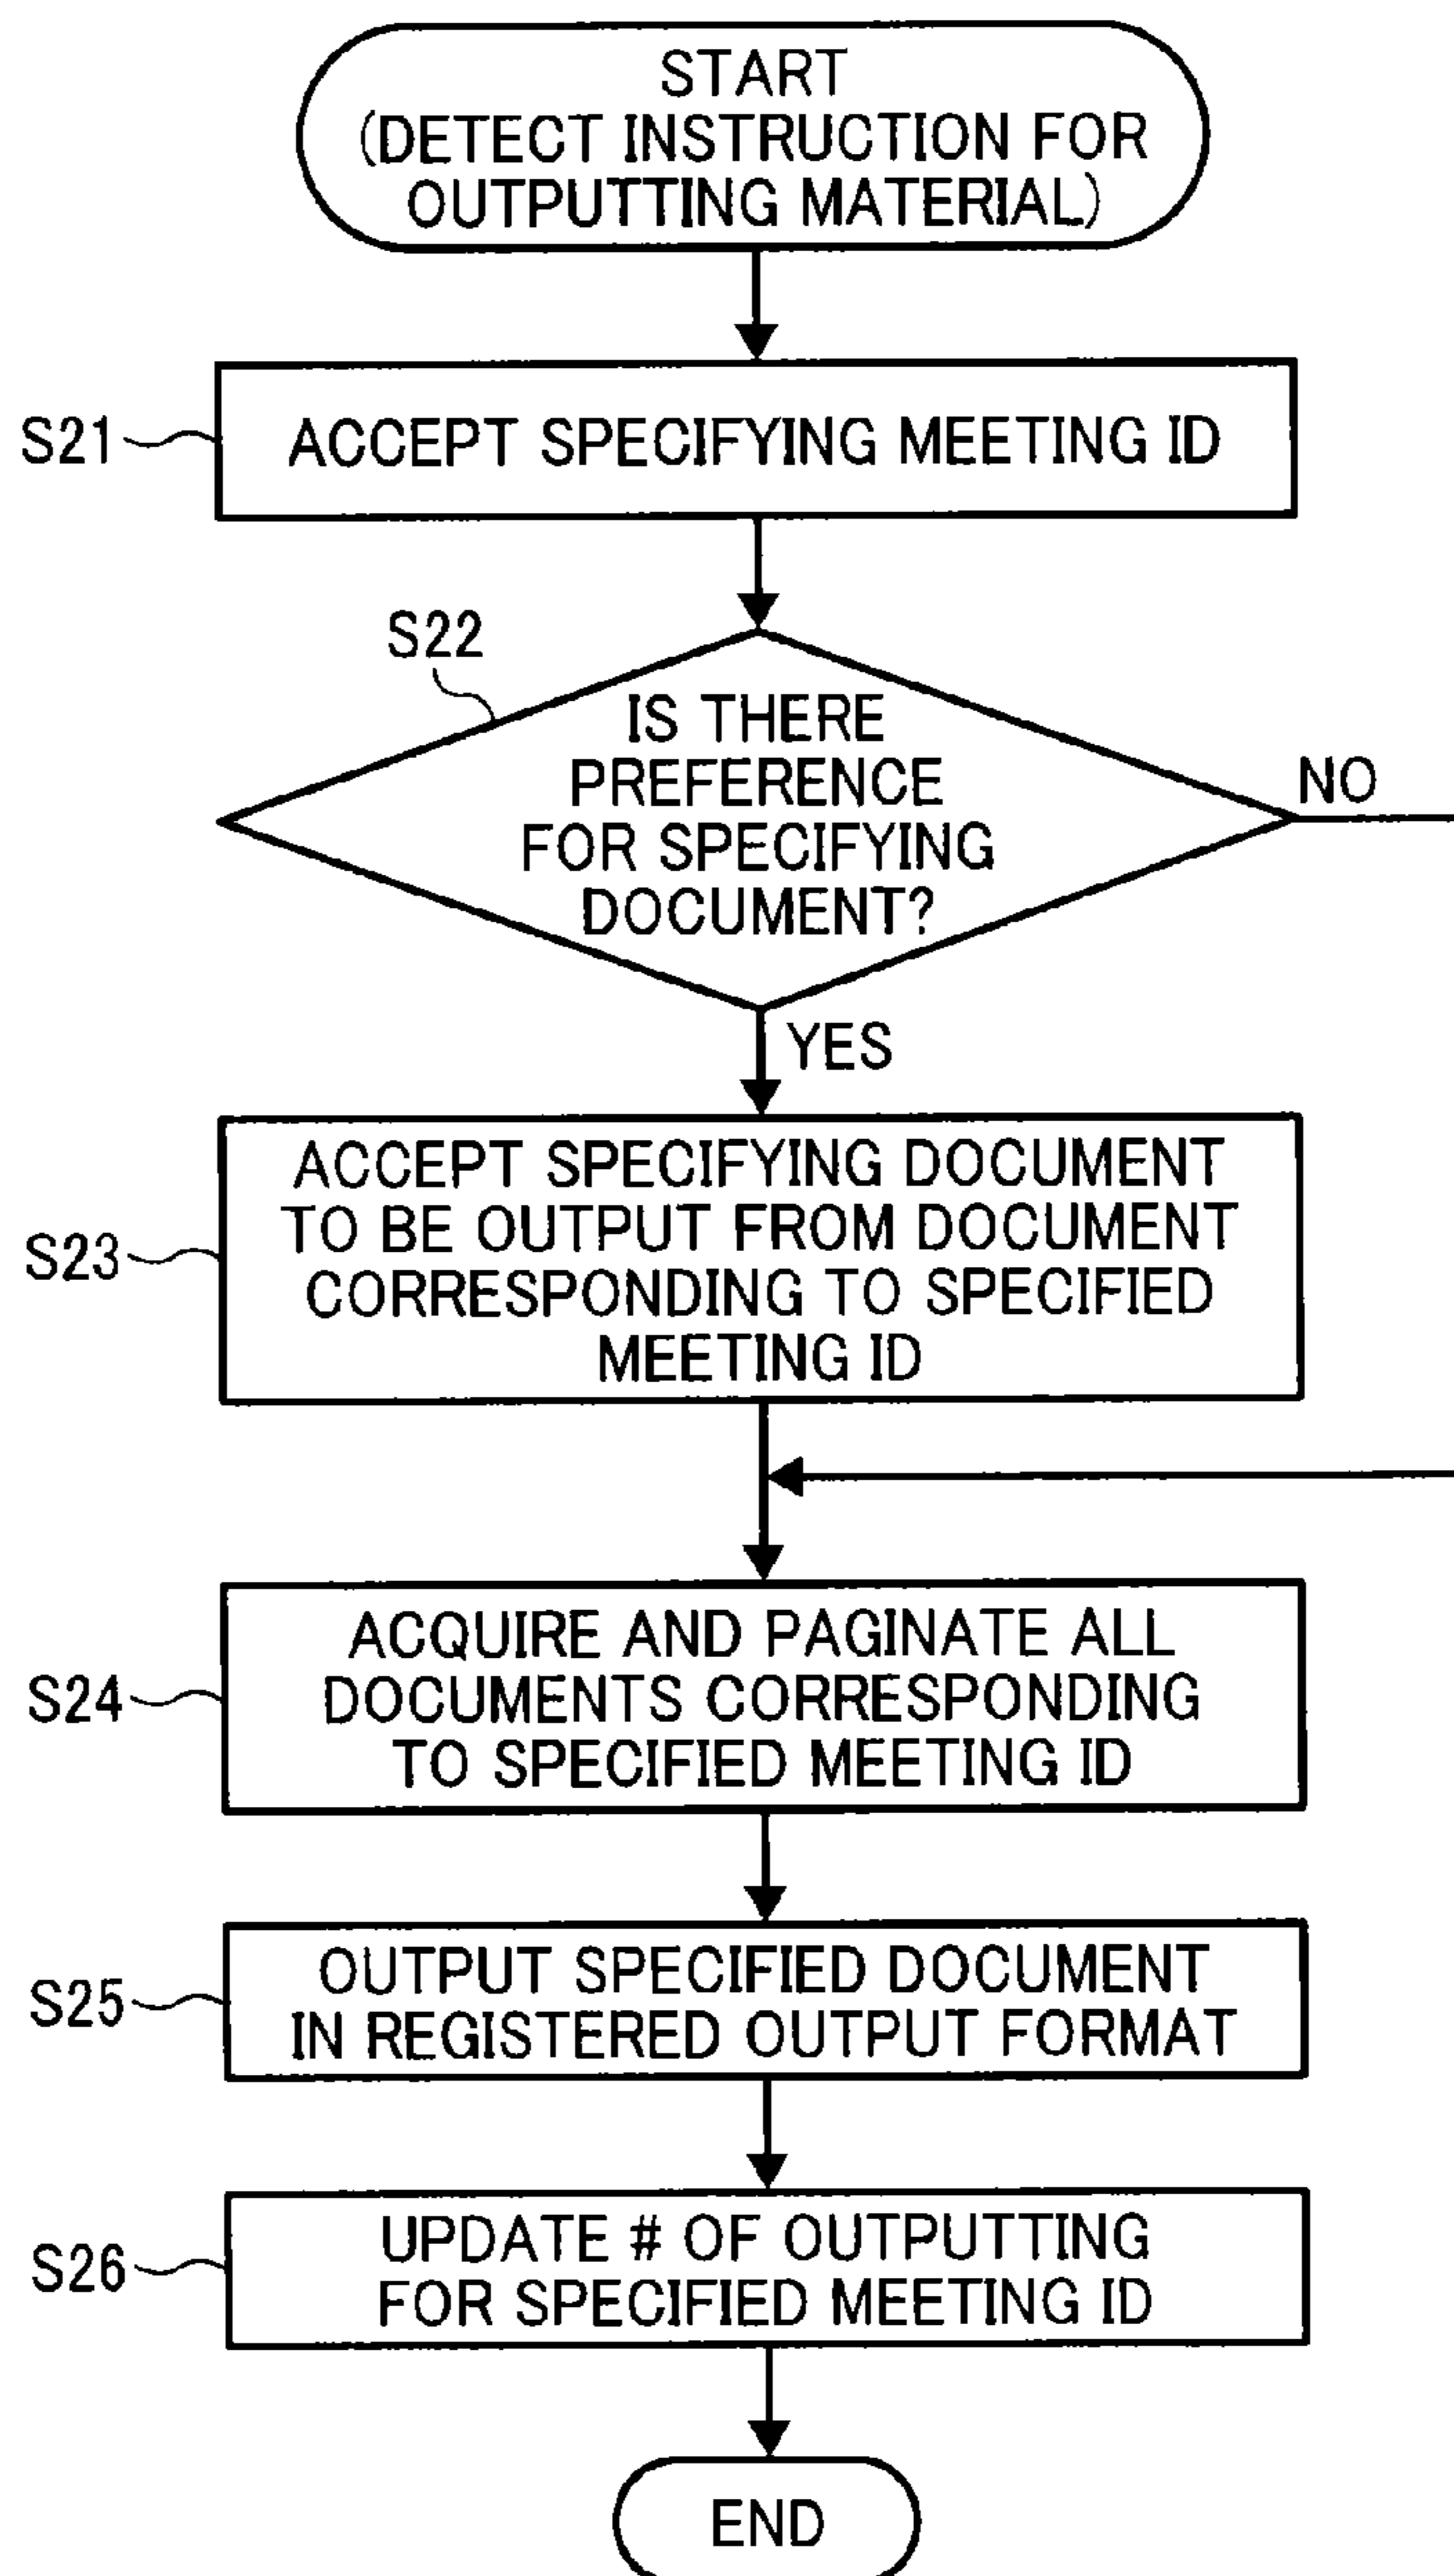 START
(DETECT INSTRUCTION FOR
OUTPUTTING MATERIAL)
S21
ACCEPT SPECIFYING MEETING ID
S22
IS THERE
PREFERENCE
FOR SPECIFYING
DOCUMENT?
NO
YES
S23
ACCEPT SPECIFYING DOCUMENT
TO BE OUTPUT FROM DOCUMENT
CORRESPONDING TO SPECIFIED
MEETING ID
S24
ACQUIRE AND PAGINATE ALL
DOCUMENTS CORRESPONDING
TO SPECIFIED MEETING ID
S25
OUTPUT SPECIFIED DOCUMENT
IN REGISTERED OUTPUT FORMAT
S26
UPDATE # OF OUTPUTTING
FOR SPECIFIED MEETING ID
END